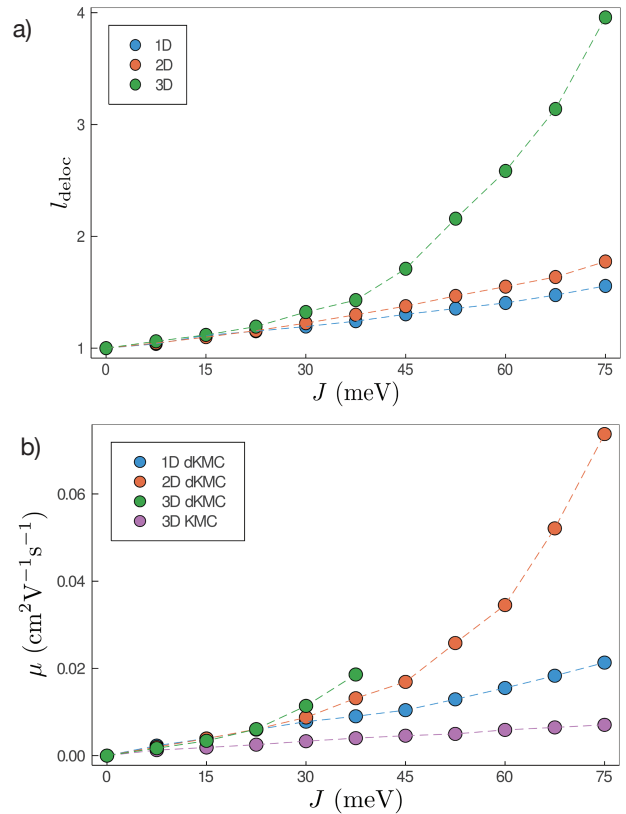 a)
4
3
2
1
l_deloc
1D
2D
3D
0
15
30
45
60
75
J (meV)
b)
0.06
0.04
0.02
0.00
μ (cm²V⁻¹s⁻¹)
1D dKMC
2D dKMC
3D dKMC
3D KMC
0
15
30
45
60
75
J (meV)